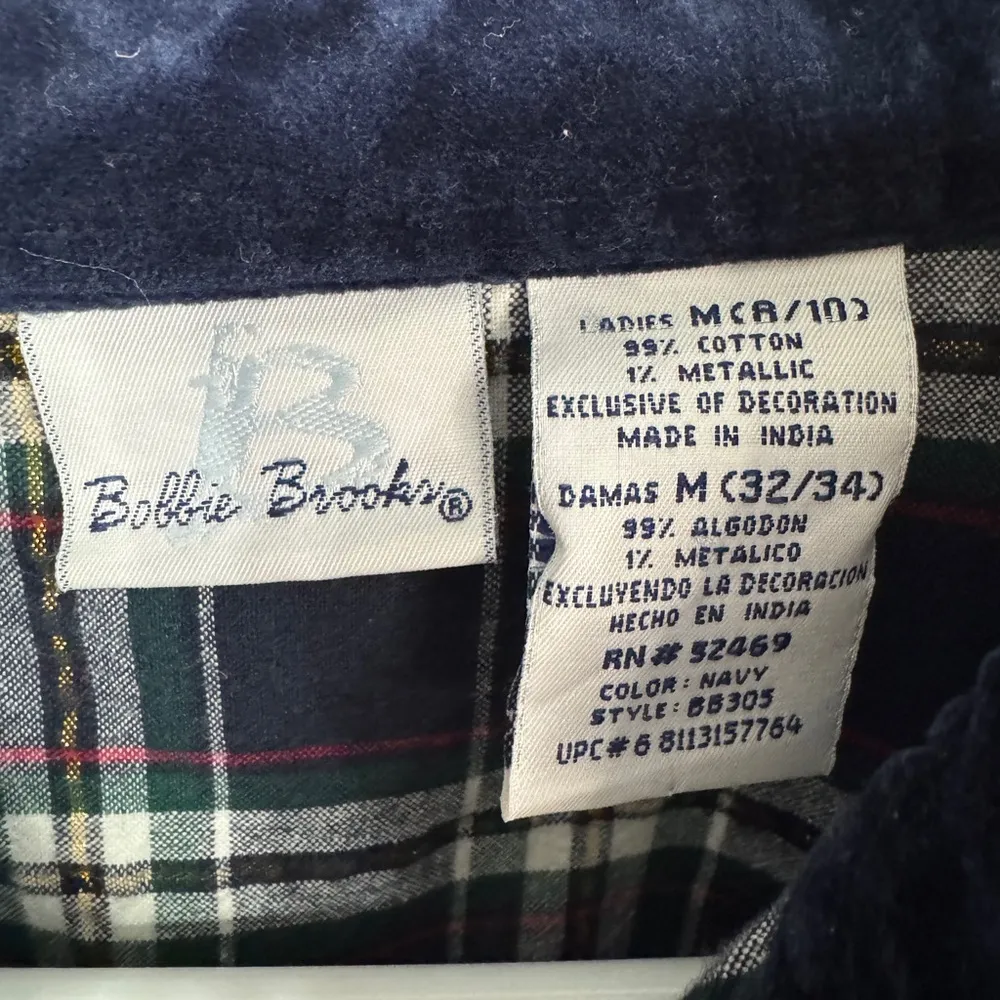 B
Bobbie Brooks®
LADIES M(8/10)
99% COTTON
1% METALLIC
EXCLUSIVE OF DECORATION
MADE IN INDIA
DAMAS M (32/34)
99% ALGODON
1% METALICO
EXCLUYENDO LA DECORACION
HECHO EN INDIA
RN# 52469
COLOR: NAVY
STYLE: BB305
UPC# 6 8113157764